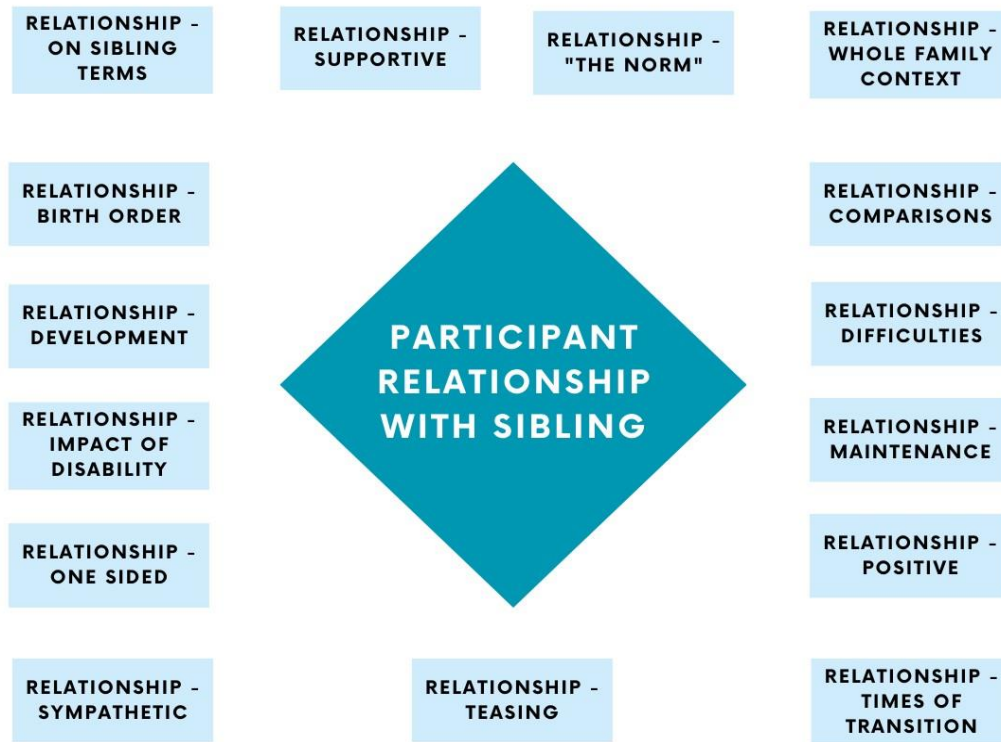 RELATIONSHIP -
ON SIBLING
TERMS
RELATIONSHIP -
SUPPORTIVE
RELATIONSHIP -
"THE NORM"
RELATIONSHIP -
WHOLE FAMILY
CONTEXT
RELATIONSHIP -
BIRTH ORDER
RELATIONSHIP -
COMPARISONS
RELATIONSHIP -
DEVELOPMENT
RELATIONSHIP -
DIFFICULTIES
PARTICIPANT
RELATIONSHIP
WITH SIBLING
RELATIONSHIP -
IMPACT OF
DISABILITY
RELATIONSHIP -
MAINTENANCE
RELATIONSHIP -
ONE SIDED
RELATIONSHIP -
POSITIVE
RELATIONSHIP -
SYMPATHETIC
RELATIONSHIP -
TEASING
RELATIONSHIP -
TIMES OF
TRANSITION